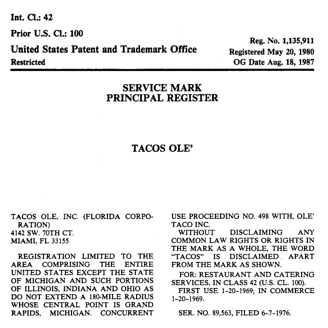 Int. Cl.: 42
Prior U.S. Cl.: 100
United States Patent and Trademark Office
Restricted
Reg. No. 1,135,911
Registered May 20, 1980
OG Date Aug. 18, 1987
SERVICE MARK
PRINCIPAL REGISTER
TACOS OLE'
TACOS OLE, INC. (FLORIDA CORPO-
RATION)
4142 SW. 70TH CT.
MIAMI, FL 33155
REGISTRATION LIMITED TO THE
AREA COMPRISING THE ENTIRE
UNITED STATES EXCEPT THE STATE
OF MICHIGAN AND SUCH PORTIONS
OF ILLINOIS, INDIANA AND OHIO AS
DO NOT EXTEND A 180-MILE RADIUS
WHOSE CENTRAL POINT IS GRAND
RAPIDS, MICHIGAN. CONCURRENT
USE PROCEEDING NO. 498 WITH, OLE'
TACO INC.
WITHOUT DISCLAIMING ANY
COMMON LAW RIGHTS OR RIGHTS IN
THE MARK AS A WHOLE, THE WORD
"TACOS" IS DISCLAIMED APART
FROM THE MARK AS SHOWN.
FOR: RESTAURANT AND CATERING
SERVICES, IN CLASS 42 (U.S. CL. 100).
FIRST USE 1-20-1969; IN COMMERCE
1-20-1969.
SER. NO. 89,563, FILED 6-7-1976.